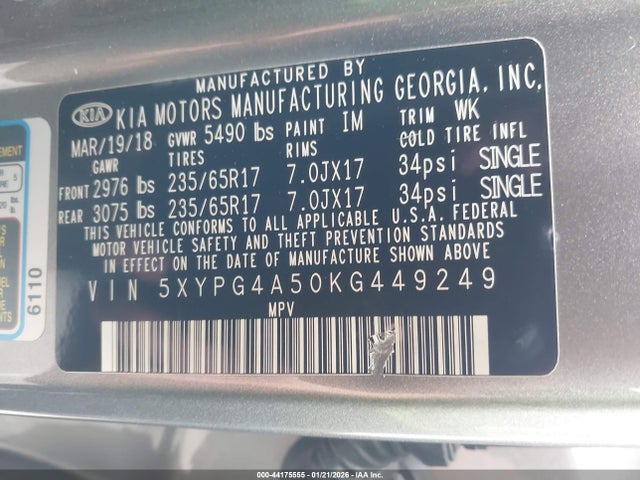 MANUFACTURED BY
KIA KIA MOTORS MANUFACTURING GEORGIA, INC.
MAR/19/18 GVWR 5490 lbs PAINT IM TRIM WK
GAWR TIRES RIMS COLD TIRE INFL
FRONT 2976 lbs 235/65R17 7.0JX17 34psi SINGLE
REAR 3075 lbs 235/65R17 7.0JX17 34psi SINGLE
THIS VEHICLE CONFORMS TO ALL APPLICABLE U.S.A. FEDERAL
MOTOR VEHICLE SAFETY AND THEFT PREVENTION STANDARDS
IN EFFECT ON THE DATE OF MANUFACTURE SHOWN ABOVE
VIN 5XYPG4A50KG449249
MPV
6110
000-44175555 - 01/21/2026 - IAA Inc.